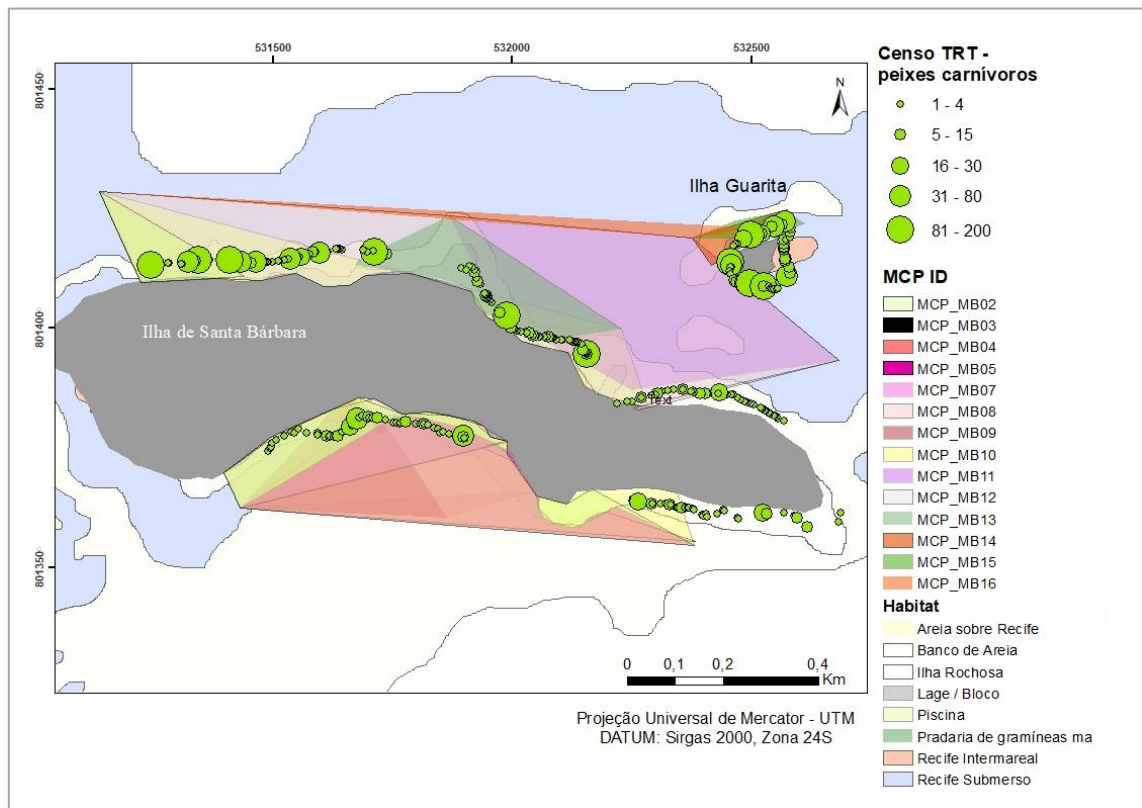 531500 532000 532500
801450
801400
801350
N
Ilha Guarita
Ilha de Santa Bárbara
Text
0 0,1 0,2 0,4
Km
Projeção Universal de Mercator - UTM
DATUM: Sirgas 2000, Zona 24S
Censo TRT -
peixes carnívoros
1 - 4
5 - 15
16 - 30
31 - 80
81 - 200
MCP ID
MCP_MB02
MCP_MB03
MCP_MB04
MCP_MB05
MCP_MB07
MCP_MB08
MCP_MB09
MCP_MB10
MCP_MB11
MCP_MB12
MCP_MB13
MCP_MB14
MCP_MB15
MCP_MB16
Habitat
Areia sobre Recife
Banco de Areia
Ilha Rochosa
Lage / Bloco
Piscina
Pradaria de gramíneas ma
Recife Intermareal
Recife Submerso